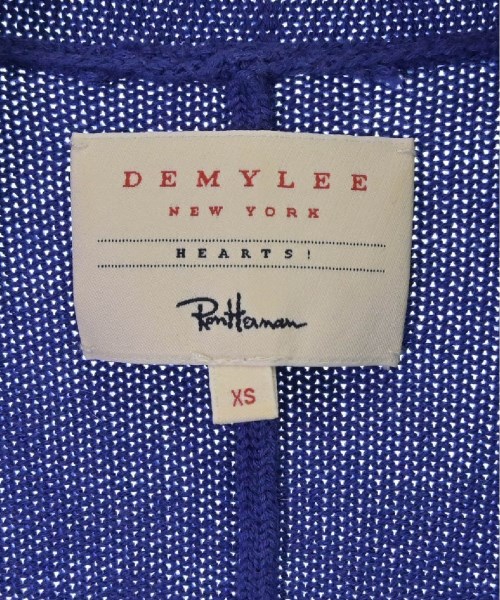 DEMYLEE
NEW YORK
HEARTS!
Ron Herman
XS